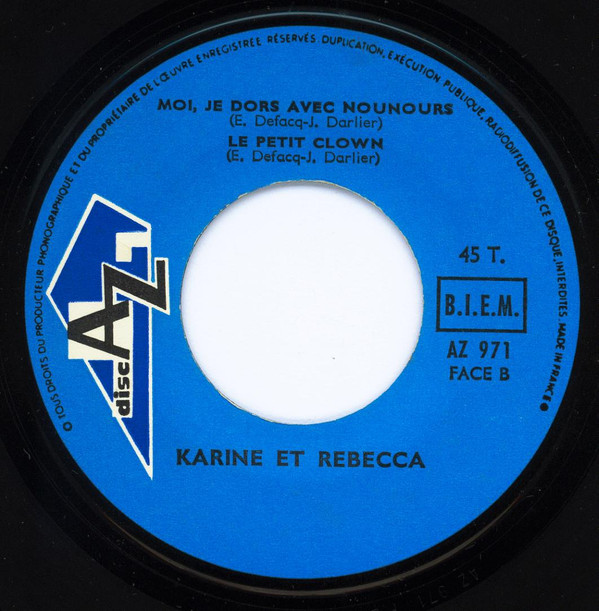 © TOUS DROITS DU PRODUCTEUR PHONOGRAPHIQUE ET DU PROPRIÉTAIRE DE L'ŒUVRE ENREGISTRÉE RÉSERVÉS. DUPLICATION, EXÉCUTION PUBLIQUE, RADIODIFFUSION DE CE DISQUE, INTERDITES. MADE IN FRANCE
MOI, JE DORS AVEC NOUNOURS
(E. Defacq-J. Darlier)
LE PETIT CLOWN
(E. Defacq-J. Darlier)
disc AZ
45 T.
B.I.E.M.
AZ 971
FACE B
KARINE ET REBECCA